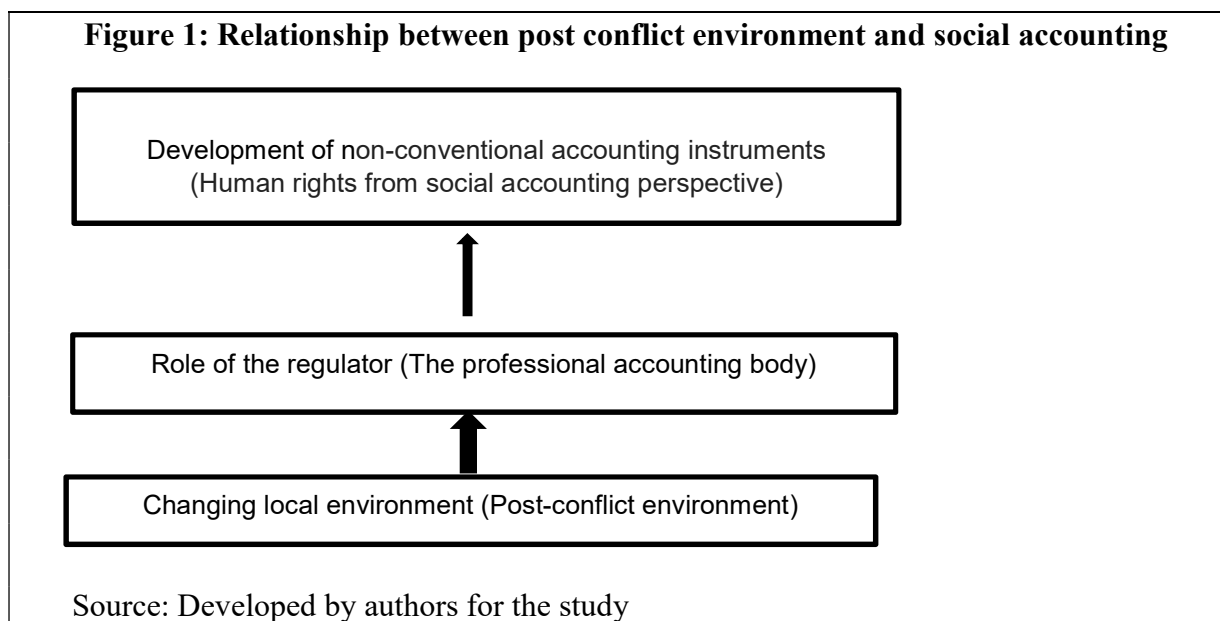 Figure 1: Relationship between post conflict environment and social accounting
Development of non-conventional accounting instruments
(Human rights from social accounting perspective)
Role of the regulator (The professional accounting body)
Changing local environment (Post-conflict environment)
Source: Developed by authors for the study